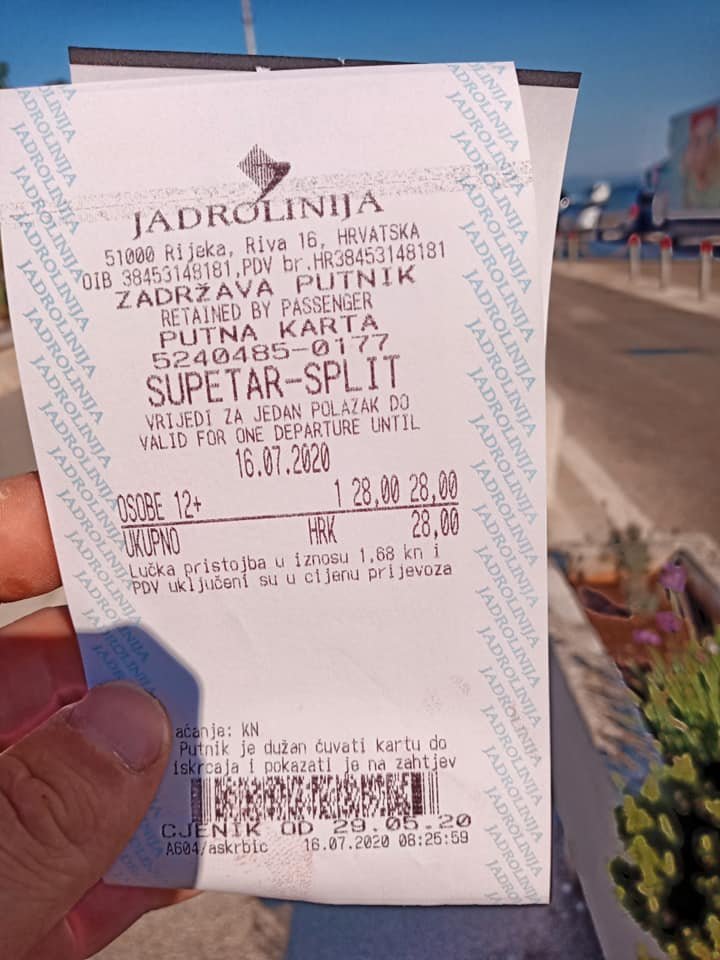 JADROLINIJA
51000 Rijeka, Riva 16, HRVATSKA
OIB 38453148181,PDV br.HR38453148181
ZADRŽAVA PUTNIK
RETAINED BY PASSENGER
PUTNA KARTA
5240485-0177
SUPETAR-SPLIT
VRIJEDI ZA JEDAN POLAZAK DO
VALID FOR ONE DEPARTURE UNTIL
16.07.2020
OSOBE 12+ 1 28,00 28,00
UKUPNO HRK 28,00
Lučka pristojba u iznosu 1,68 kn i
PDV uključeni su u cijenu prijevoza
aćanje: KN
Putnik je dužan čuvati kartu do
iskrcaja i pokazati je na zahtjev
CJENIK OD 29.05.20
A604/askrbic 16.07.2020 08:25:59